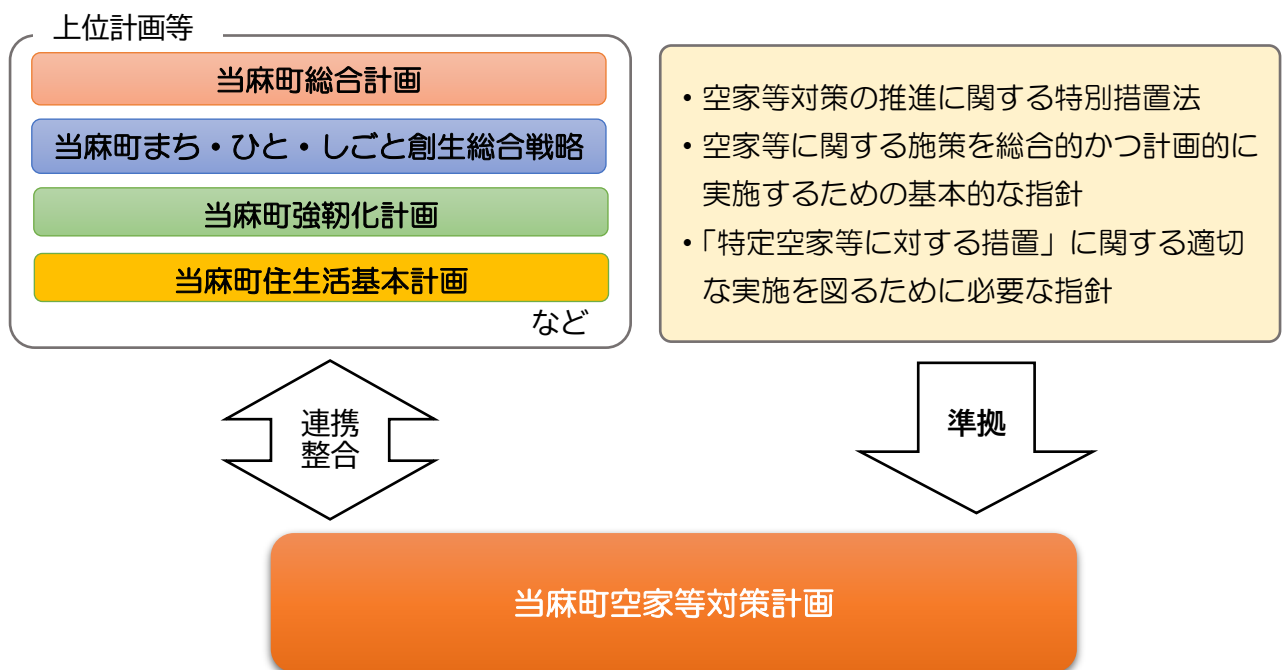 上位計画等
当麻町総合計画
当麻町まち・ひと・しごと創生総合戦略
当麻町強靭化計画
当麻町住生活基本計画
など
・空家等対策の推進に関する特別措置法
・空家等に関する施策を総合的かつ計画的に
実施するための基本的な指針
・「特定空家等に対する措置」に関する適切
な実施を図るために必要な指針
連携
整合
準拠
当麻町空家等対策計画